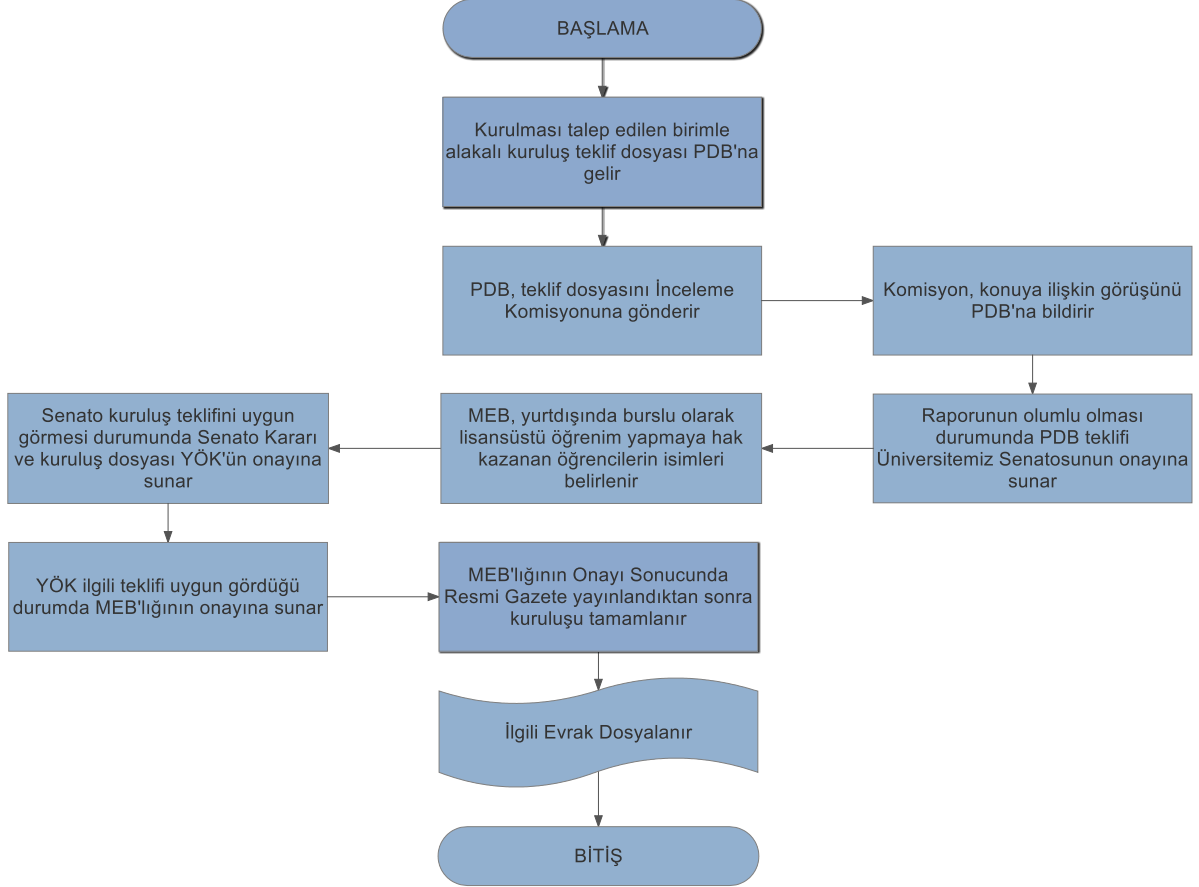 BAŞLAMA
Kurulması talep edilen birimle
alakalı kuruluş teklif dosyası PDB'na
gelir
PDB, teklif dosyasını İnceleme
Komisyonuna gönderir
Komisyon, konuya ilişkin görüşünü
PDB'na bildirir
Raporunun olumlu olması
durumunda PDB teklifi
Üniversitemiz Senatosunun onayına
sunar
MEB, yurtdışında burslu olarak
lisansüstü öğrenim yapmaya hak
kazanan öğrencilerin isimleri
belirlenir
Senato kuruluş teklifini uygun
görmesi durumunda Senato Kararı
ve kuruluş dosyası YÖK'ün onayına
sunar
YÖK ilgili teklifi uygun gördüğü
durumda MEB'lığının onayına sunar
MEB'lığının Onayı Sonucunda
Resmi Gazete yayınlandıktan sonra
kuruluşu tamamlanır
İlgili Evrak Dosyalanır
BİTİŞ